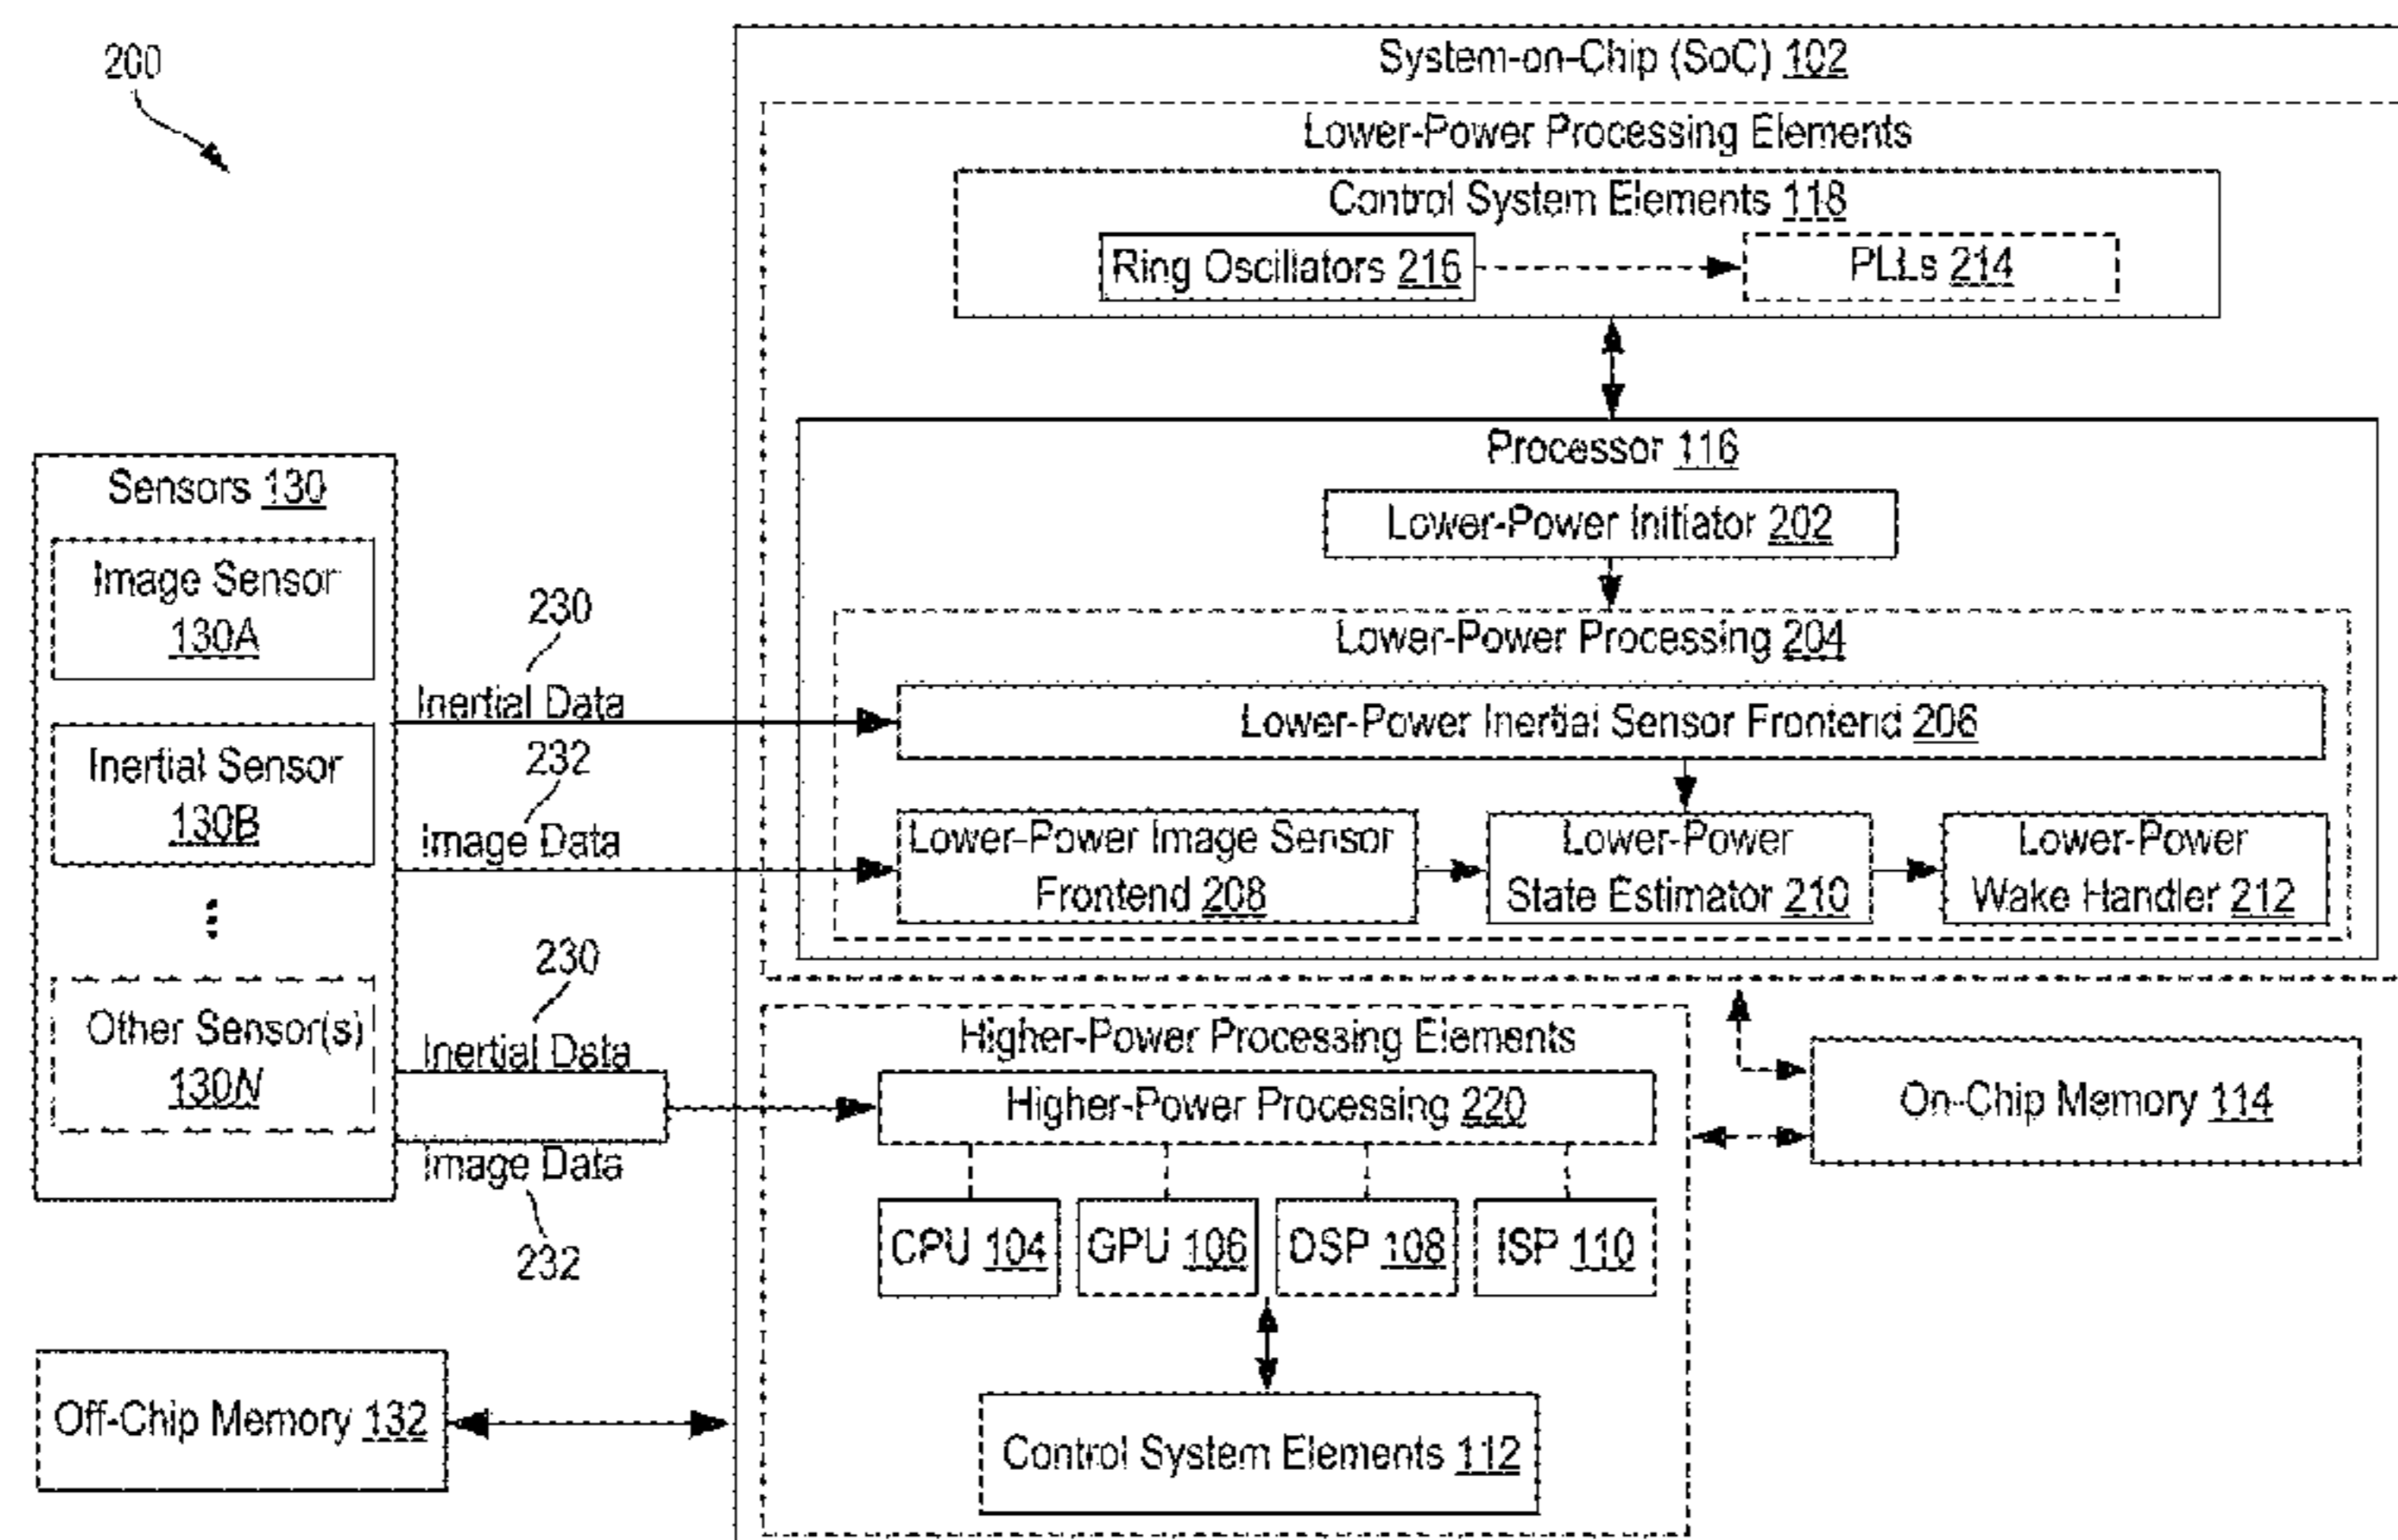 200
System-on-Chip (SoC) 102
Lower-Power Processing Elements
Control System Elements 118
Ring Oscillators 216
PLLs 214
Processor 116
Lower-Power Initiator 202
Lower-Power Processing 204
Lower-Power Inertial Sensor Frontend 206
Lower-Power Image Sensor
Frontend 208
Lower-Power
State Estimator 210
Lower-Power
Wake Handler 212
Sensors 130
Image Sensor
130A
Inertial Sensor
130B
Other Sensor(s)
130N
230
Inertial Data
232
Image Data
230
Inertial Data
Image Data
232
Higher-Power Processing Elements
Higher-Power Processing 220
CPU 104
GPU 106
DSP 108
ISP 110
Control System Elements 112
On-Chip Memory 114
Off-Chip Memory 132